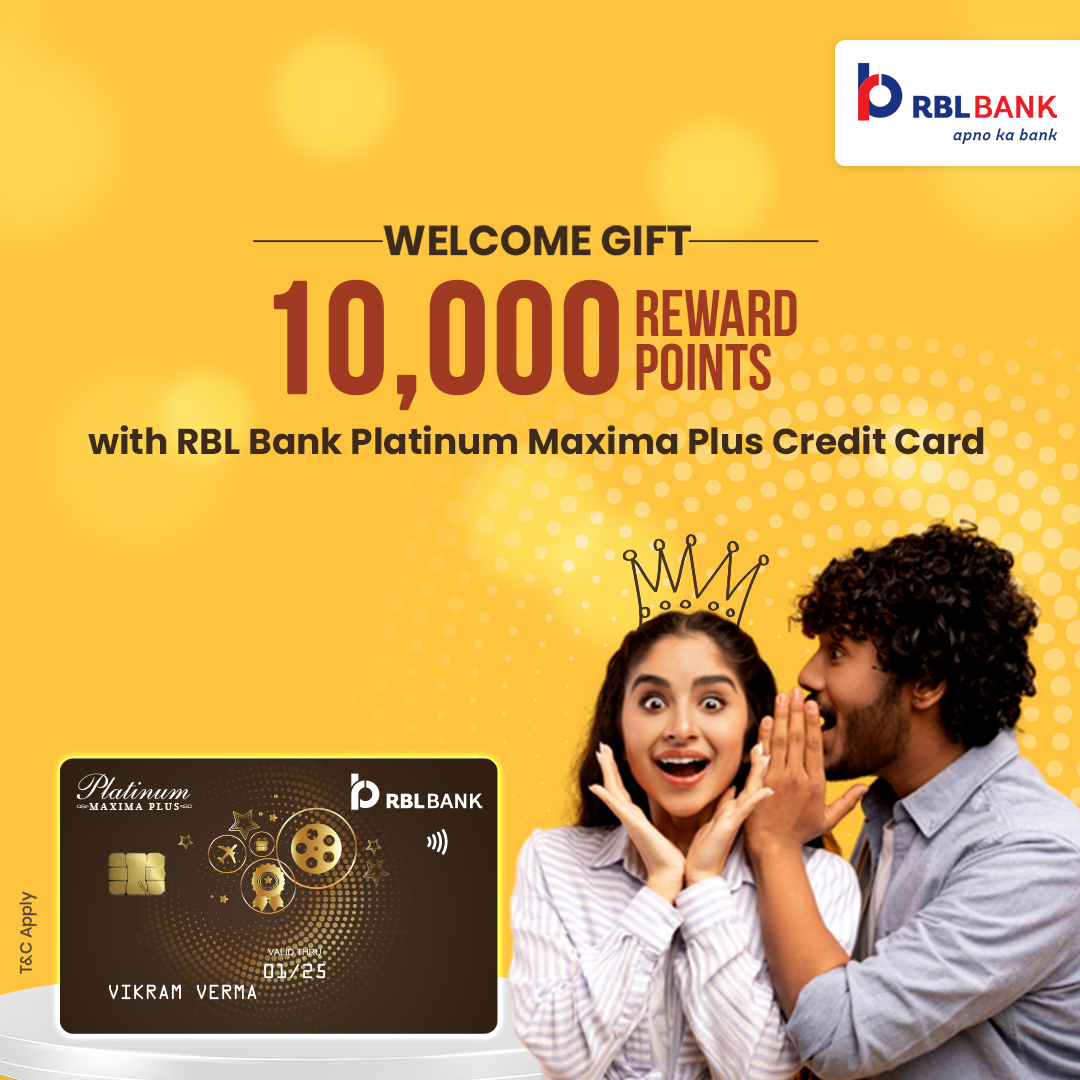 RBL BANK
apno ka bank
WELCOME GIFT
10,000 REWARD POINTS
with RBL Bank Platinum Maxima Plus Credit Card
Platinum
MAXIMA PLUS
RBL BANK
VALID THRU
01/25
VIKRAM VERMA
T&C Apply